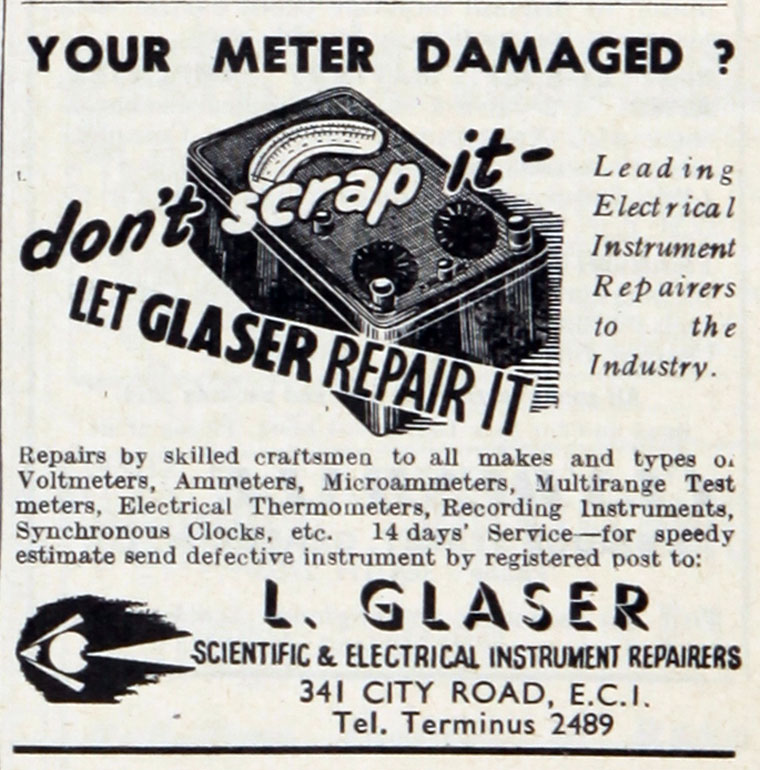 YOUR METER DAMAGED ?
don't scrap it-
LET GLASER REPAIR IT
Leading
Electrical
Instrument
Repairers
to the
Industry.
Repairs by skilled craftsmen to all makes and types of
Voltmeters, Ammeters, Microammeters, Multirange Test
meters, Electrical Thermometers, Recording Instruments,
Synchronous Clocks, etc. 14 days' Service—for speedy
estimate send defective instrument by registered post to:
L. GLASER
SCIENTIFIC & ELECTRICAL INSTRUMENT REPAIRERS
341 CITY ROAD, E.C.I.
Tel. Terminus 2489